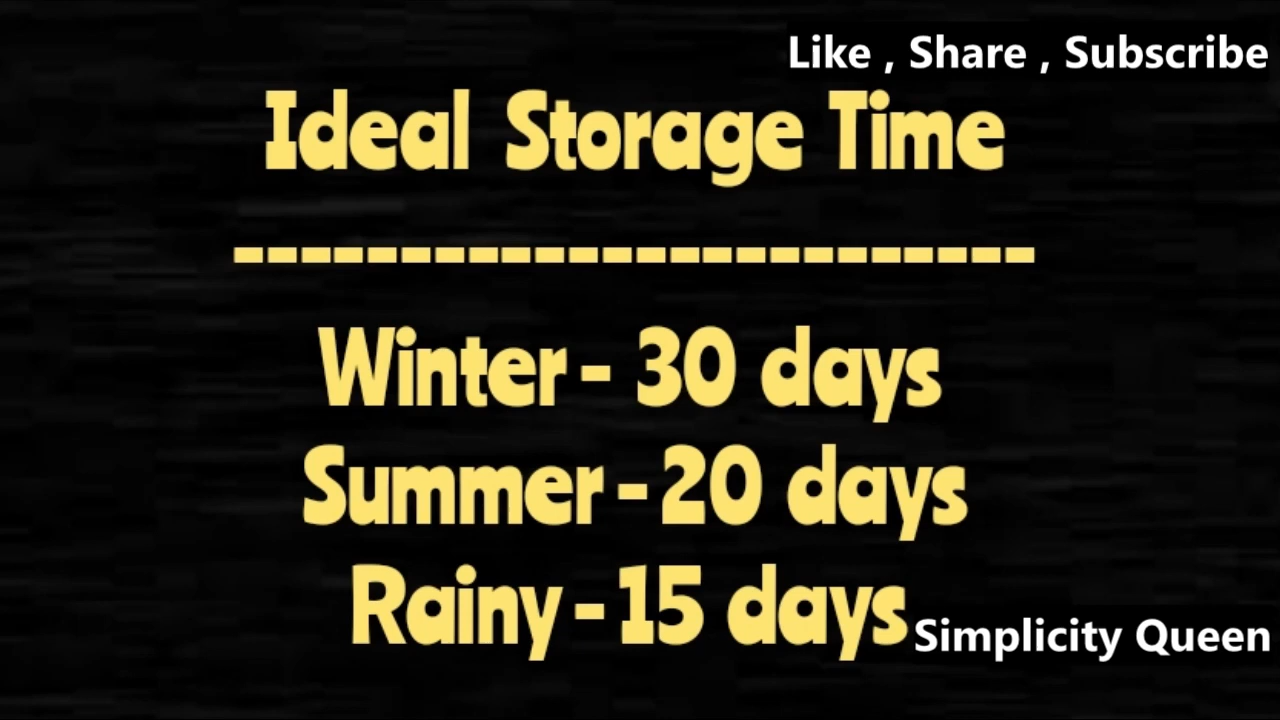 Like , Share , Subscribe
Ideal Storage Time
------------------------
Winter - 30 days
Summer - 20 days
Rainy - 15 days
Simplicity Queen